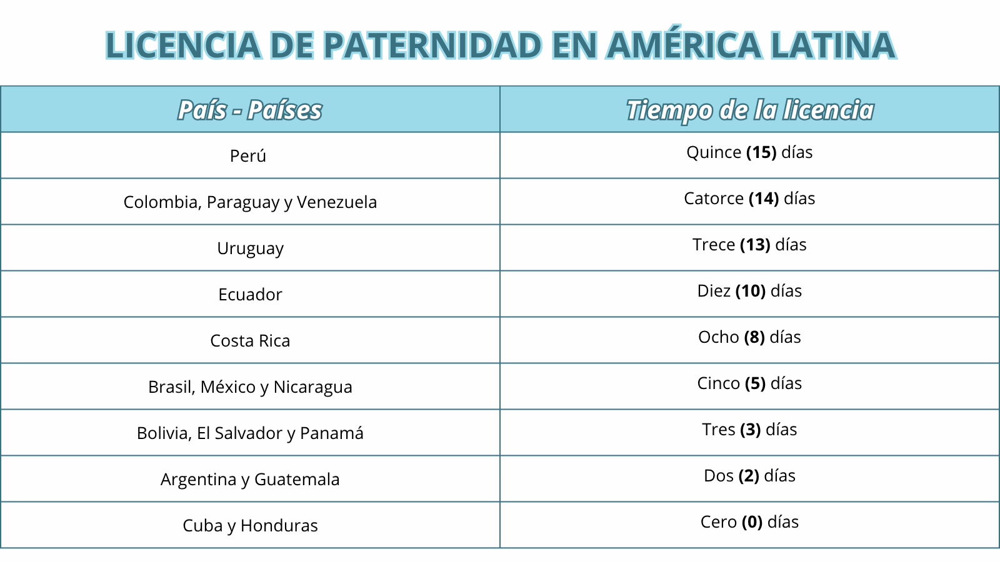 LICENCIA DE PATERNIDAD EN AMÉRICA LATINA
País - Países
Tiempo de la licencia
Perú
Quince (15) días
Colombia, Paraguay y Venezuela
Catorce (14) días
Uruguay
Trece (13) días
Ecuador
Diez (10) días
Costa Rica
Ocho (8) días
Brasil, México y Nicaragua
Cinco (5) días
Bolivia, El Salvador y Panamá
Tres (3) días
Argentina y Guatemala
Dos (2) días
Cuba y Honduras
Cero (0) días